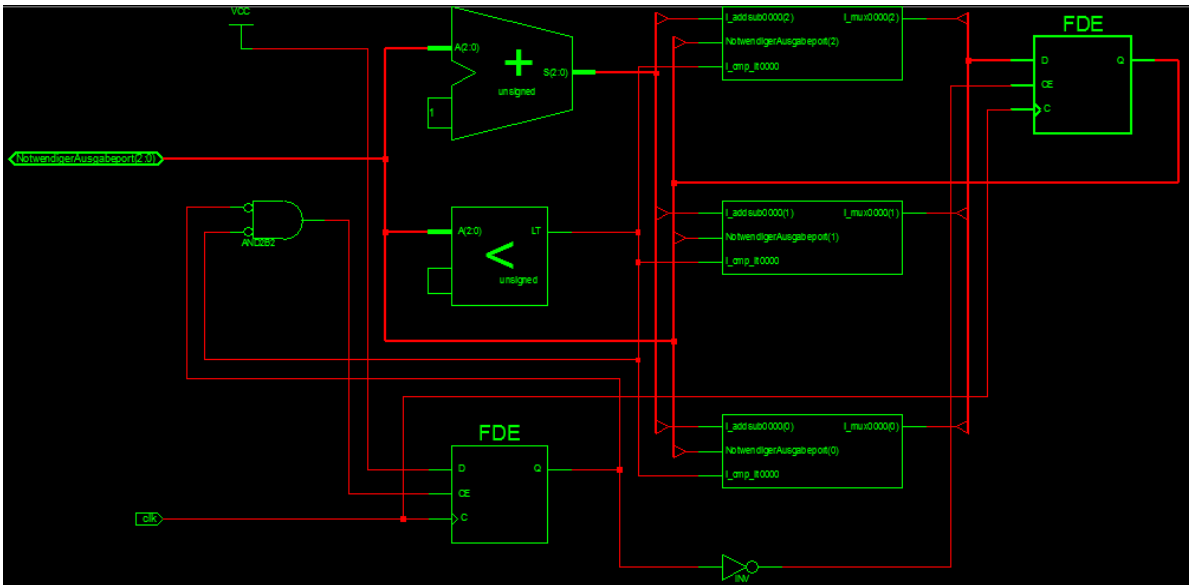 VCC
A(2:0)
+
S(2:0)
unsigned
1
NotwendigerAusgabeport(2:0)
I_addsub0000(2) I_mux0000(2)
NotwendigerAusgabeport(2)
I_cmp_lt0000
FDE
D Q
CE
C
AND2B2
A(2:0) LT
<
unsigned
I_addsub0000(1) I_mux0000(1)
NotwendigerAusgabeport(1)
I_cmp_lt0000
FDE
D Q
CE
C
clk
I_addsub0000(0) I_mux0000(0)
NotwendigerAusgabeport(0)
I_cmp_lt0000
INV